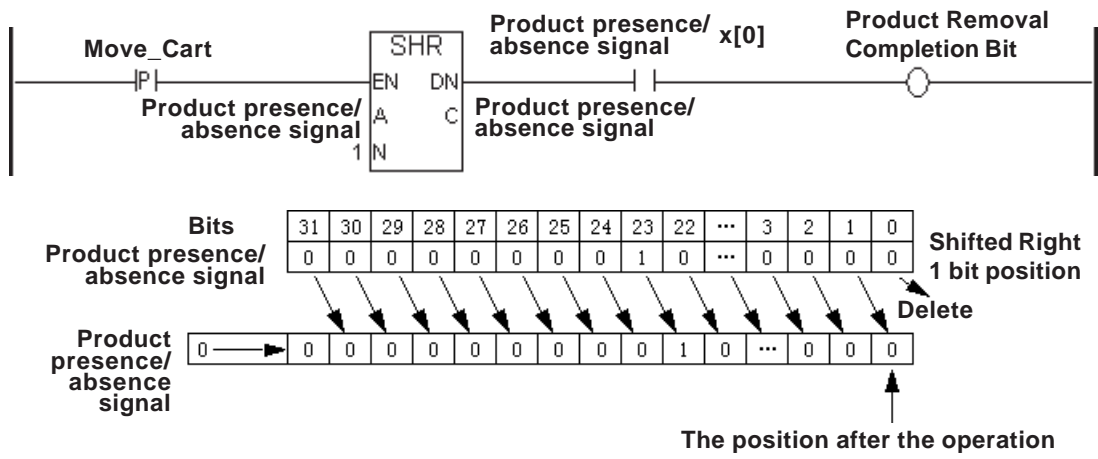 Move_Cart
P
SHR
EN DN
A C
N
Product presence/
absence signal
1
Product presence/
absence signal
x[0]
Product presence/
absence signal
Product Removal
Completion Bit
Bits
31 30 29 28 27 26 25 24 23 22 ... 3 2 1 0
Product presence/
absence signal
0 0 0 0 0 0 0 0 1 0 ... 0 0 0 0
Shifted Right
1 bit position
Delete
Product
presence/
absence
signal
0 0 0 0 0 0 0 0 0 0 1 0 ... 0 0 0
The position after the operation